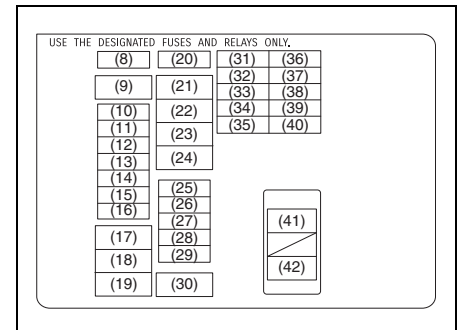 USE THE DESIGNATED FUSES AND RELAYS ONLY.
(8) (20) (31) (36)
(32) (37)
(9) (21) (33) (38)
(10) (22) (34) (39)
(11) (35) (40)
(12) (23)
(13)
(14) (24)
(15) (25)
(16) (26)
(27) (41)
(17) (28)
(18) (29) (42)
(19) (30)